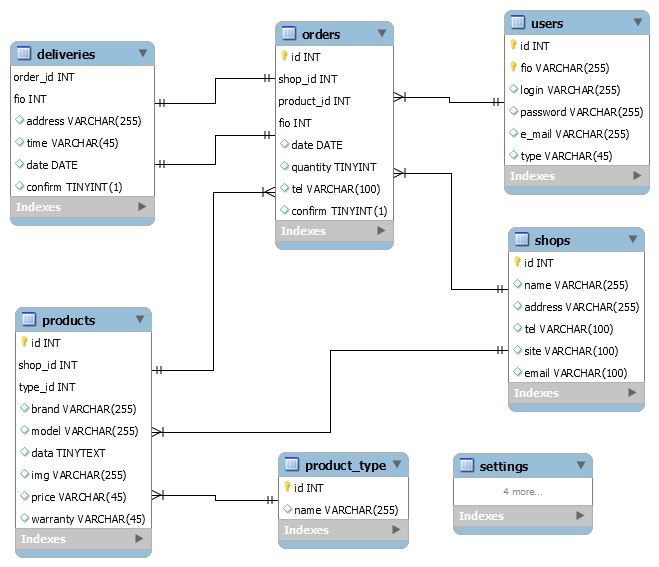 deliveries
order_id INT
fio INT
address VARCHAR(255)
time VARCHAR(45)
date DATE
confirm TINYINT(1)
Indexes
orders
id INT
shop_id INT
product_id INT
fio INT
date DATE
quantity TINYINT
tel VARCHAR(100)
confirm TINYINT(1)
Indexes
users
id INT
fio VARCHAR(255)
login VARCHAR(255)
password VARCHAR(255)
e_mail VARCHAR(255)
type VARCHAR(45)
Indexes
shops
id INT
name VARCHAR(255)
address VARCHAR(255)
tel VARCHAR(100)
site VARCHAR(100)
email VARCHAR(100)
Indexes
products
id INT
shop_id INT
type_id INT
brand VARCHAR(255)
model VARCHAR(255)
data TINYTEXT
img VARCHAR(255)
price VARCHAR(45)
warranty VARCHAR(45)
Indexes
product_type
id INT
name VARCHAR(255)
Indexes
settings
4 more...
Indexes